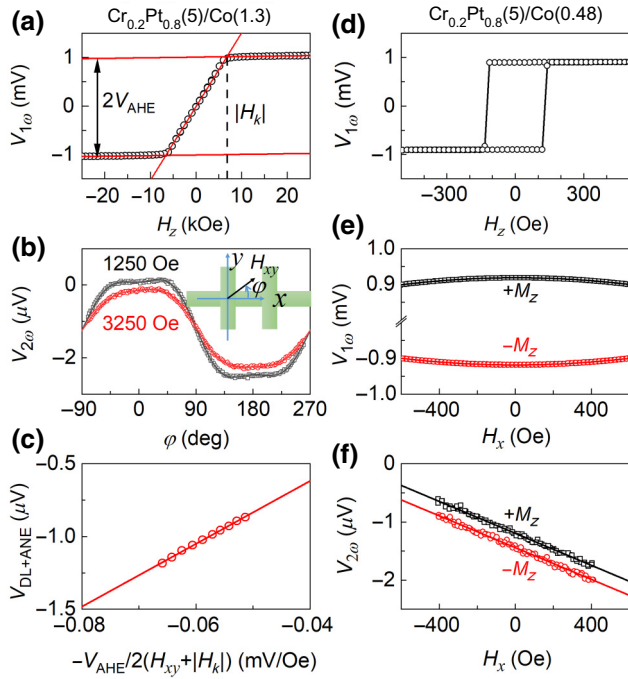 Cr0.2Pt0.8(5)/Co(1.3)
(a)
V1ω (mV)
1
0
−1
2VAHE
|Hk|
−20 −10 0 10 20
Hz (kOe)
(b)
V2ω (μV)
0
−2
1250 Oe
3250 Oe
y
Hxy
φ
x
−90 0 90 180 270
φ (deg)
(c)
VDL+ANE (μV)
−0.5
−1.0
−1.5
−0.08 −0.06 −0.04
−VAHE/2(Hxy+|Hk|) (mV/Oe)
Cr0.2Pt0.8(5)/Co(0.48)
(d)
V1ω (mV)
1
0
−1
−300 0 300
Hz (Oe)
(e)
V1ω (mV)
1.0
0.9
−0.9
−1.0
+Mz
−Mz
−400 0 400
Hx (Oe)
(f)
V2ω (μV)
0
−1
−2
+Mz
−Mz
−400 0 400
Hx (Oe)